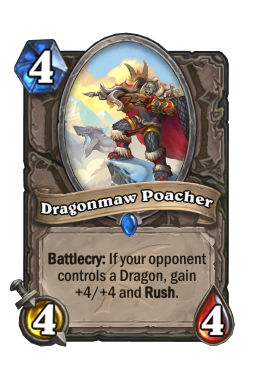 4
Dragonmaw Poacher
Battlecry: If your opponent
controls a Dragon, gain
+4/+4 and Rush.
4 4